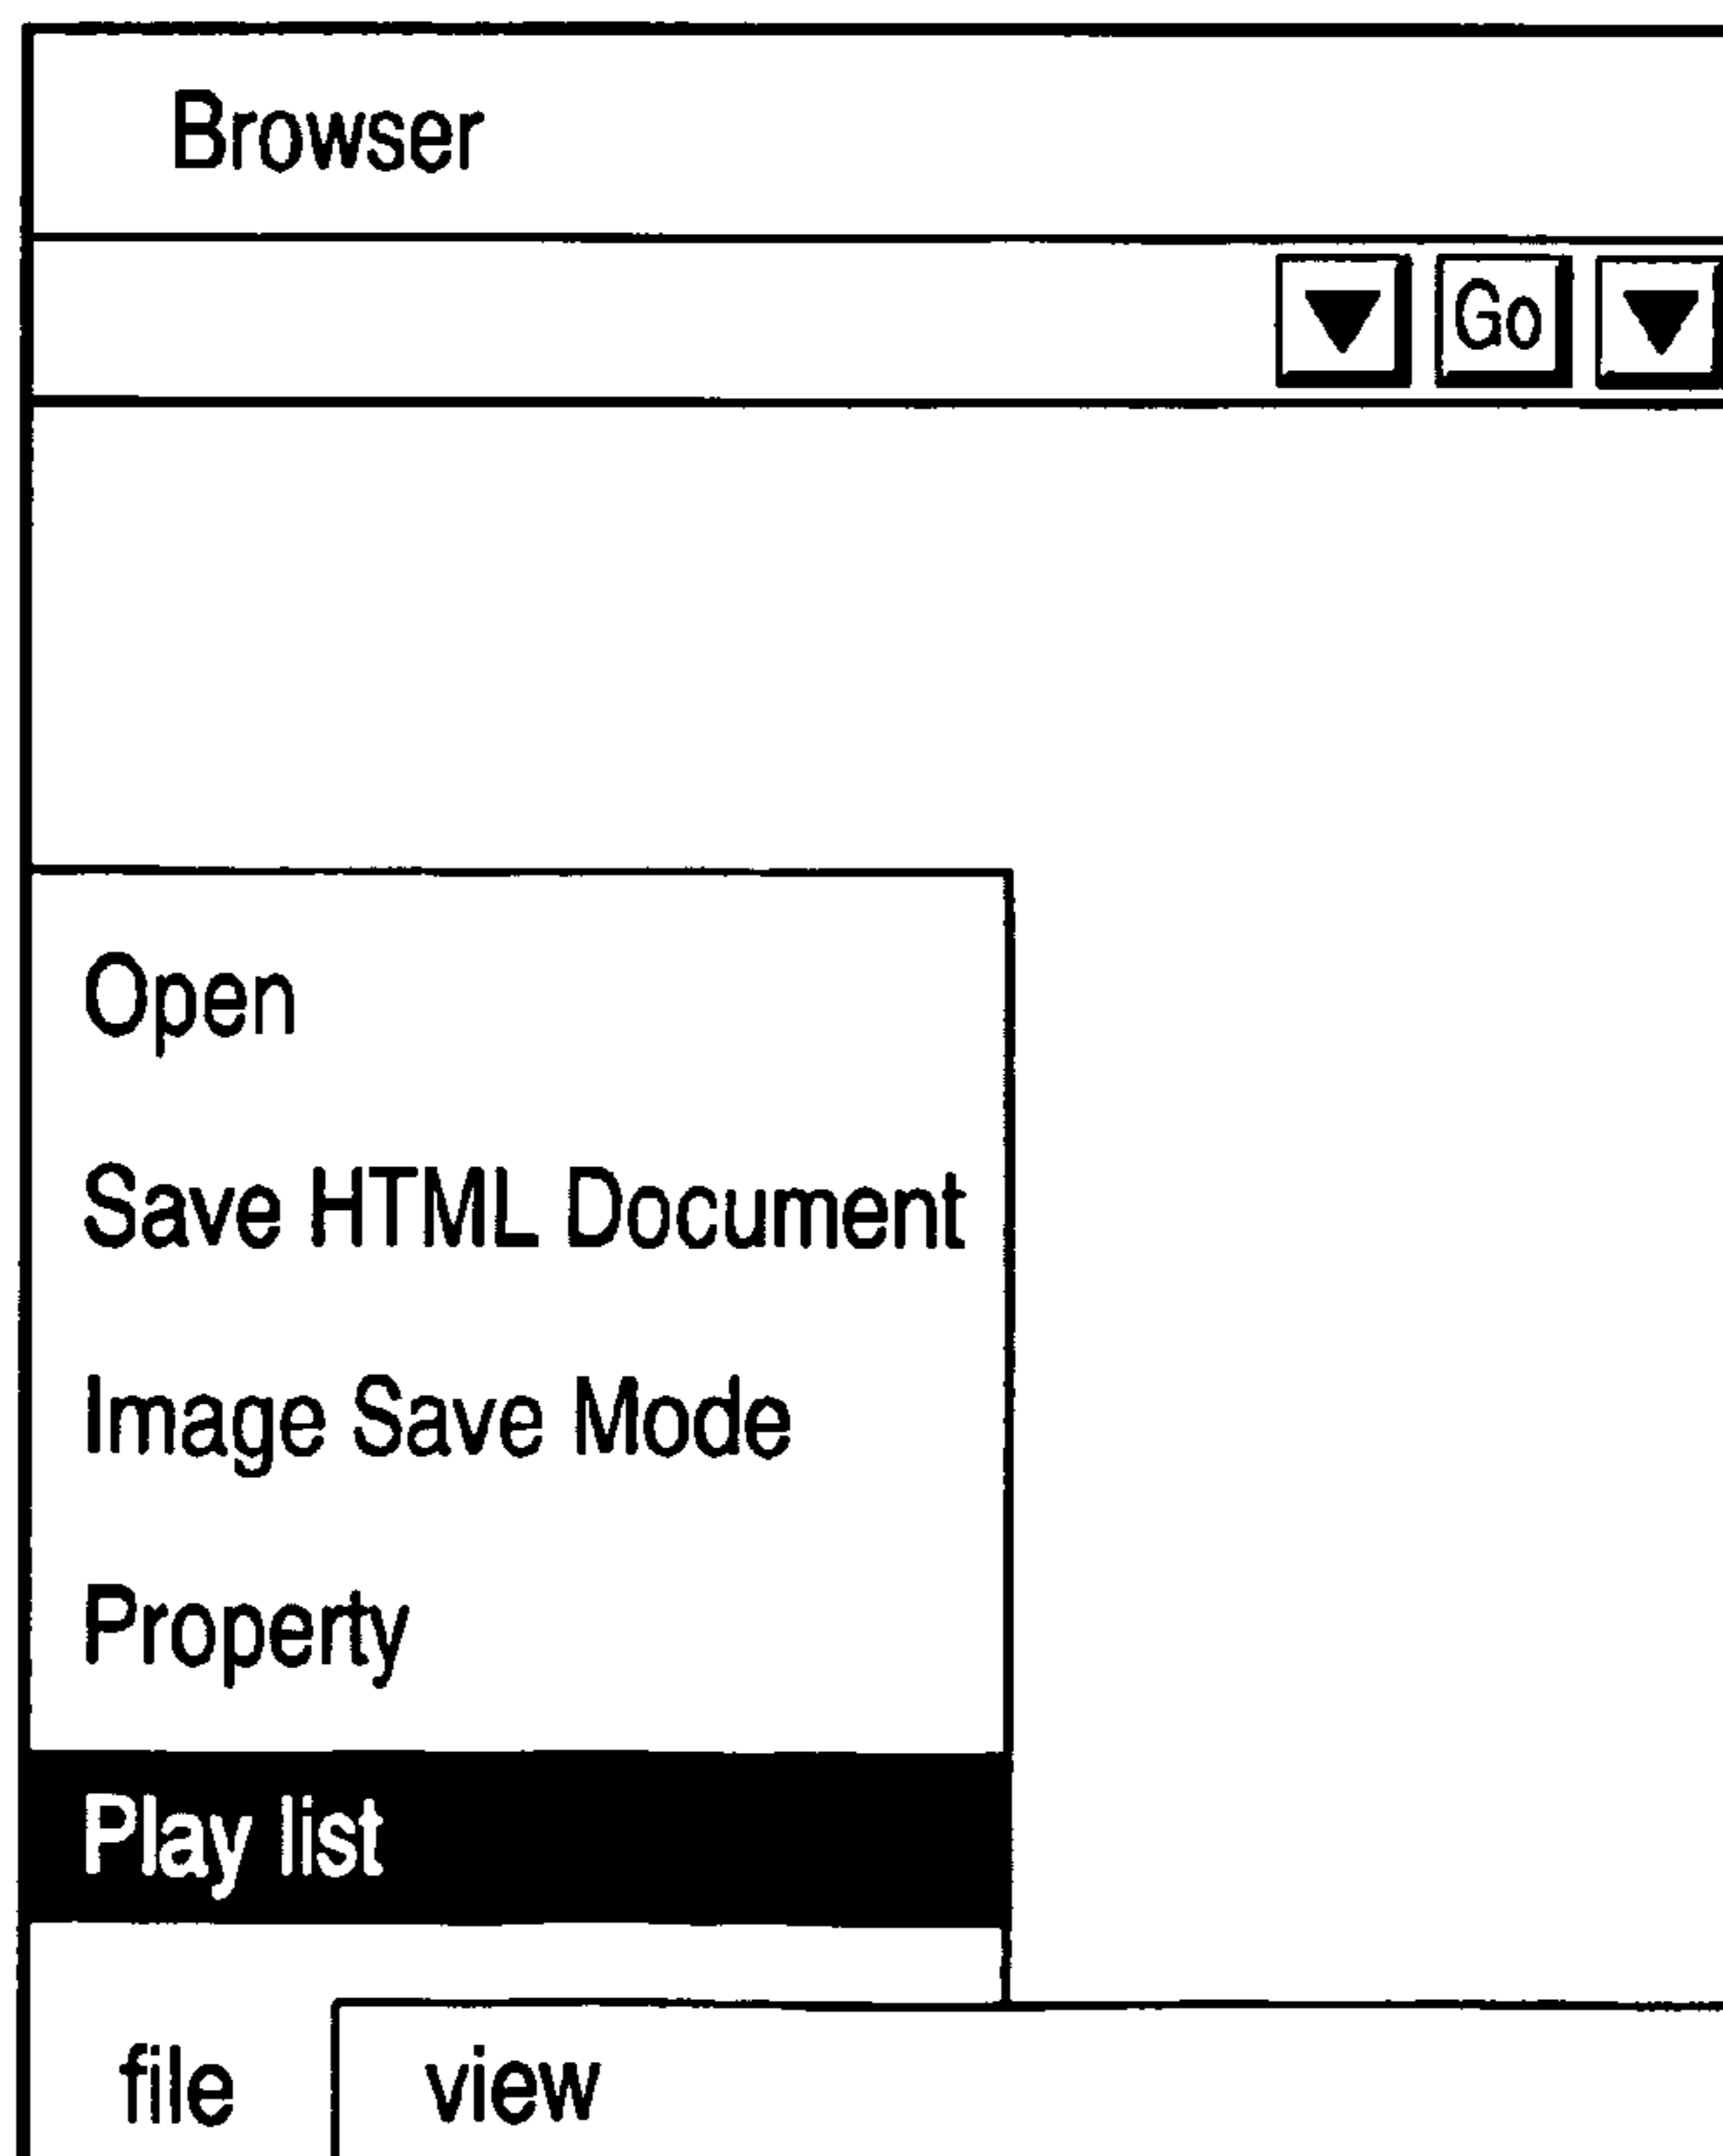 Browser
Go
Open
Save HTML Document
Image Save Mode
Property
Play list
file view